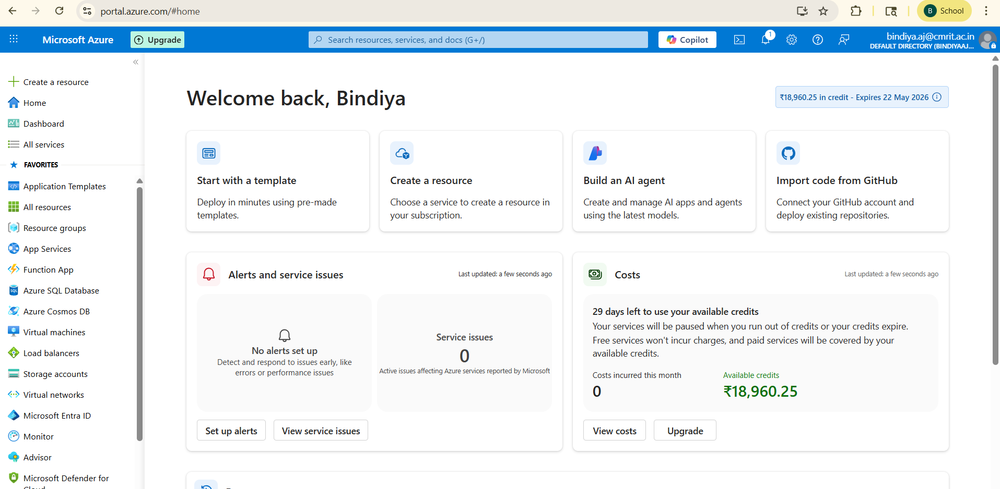 portal.azure.com/#home
B School
Microsoft Azure
Upgrade
Search resources, services, and docs (G+/)
Copilot
1
bindiya.aj@cmrit.ac.in
DEFAULT DIRECTORY (BINDIYAAJ...
Create a resource
Home
Dashboard
All services
FAVORITES
Application Templates
All resources
Resource groups
App Services
Function App
SQL
Azure SQL Database
Azure Cosmos DB
Virtual machines
Load balancers
Storage accounts
Virtual networks
Microsoft Entra ID
Monitor
Advisor
Microsoft Defender for
Welcome back, Bindiya
₹18,960.25 in credit - Expires 22 May 2026
Start with a template
Deploy in minutes using pre-made
templates.
Create a resource
Choose a service to create a resource in
your subscription.
Build an AI agent
Create and manage AI apps and agents
using the latest models.
Import code from GitHub
Connect your GitHub account and
deploy existing repositories.
Alerts and service issues
Last updated: a few seconds ago
No alerts set up
Detect and respond to issues early, like
errors or performance issues
Service issues
0
Active issues affecting Azure services reported by Microsoft
Set up alerts
View service issues
Costs
Last updated: a few seconds ago
29 days left to use your available credits
Your services will be paused when you run out of credits or your credits expire.
Free services won't incur charges, and paid services will be covered by your
available credits.
Costs incurred this month
0
Available credits
₹18,960.25
View costs
Upgrade